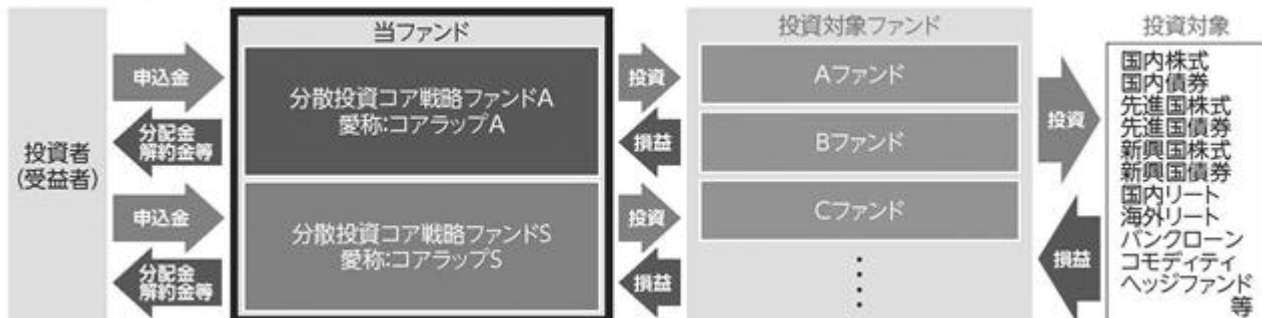 投資者
(受益者)
申込金
分配金
解約金等
申込金
分配金
解約金等
当ファンド
分散投資コア戦略ファンドA
愛称:コアラップA
分散投資コア戦略ファンドS
愛称:コアラップS
投資
損益
投資
損益
投資対象ファンド
Aファンド
Bファンド
Cファンド
投資
損益
投資対象
国内株式
国内債券
先進国株式
先進国債券
新興国株式
新興国債券
国内リート
海外リート
バンクローン
コモディティ
ヘッジファンド
等